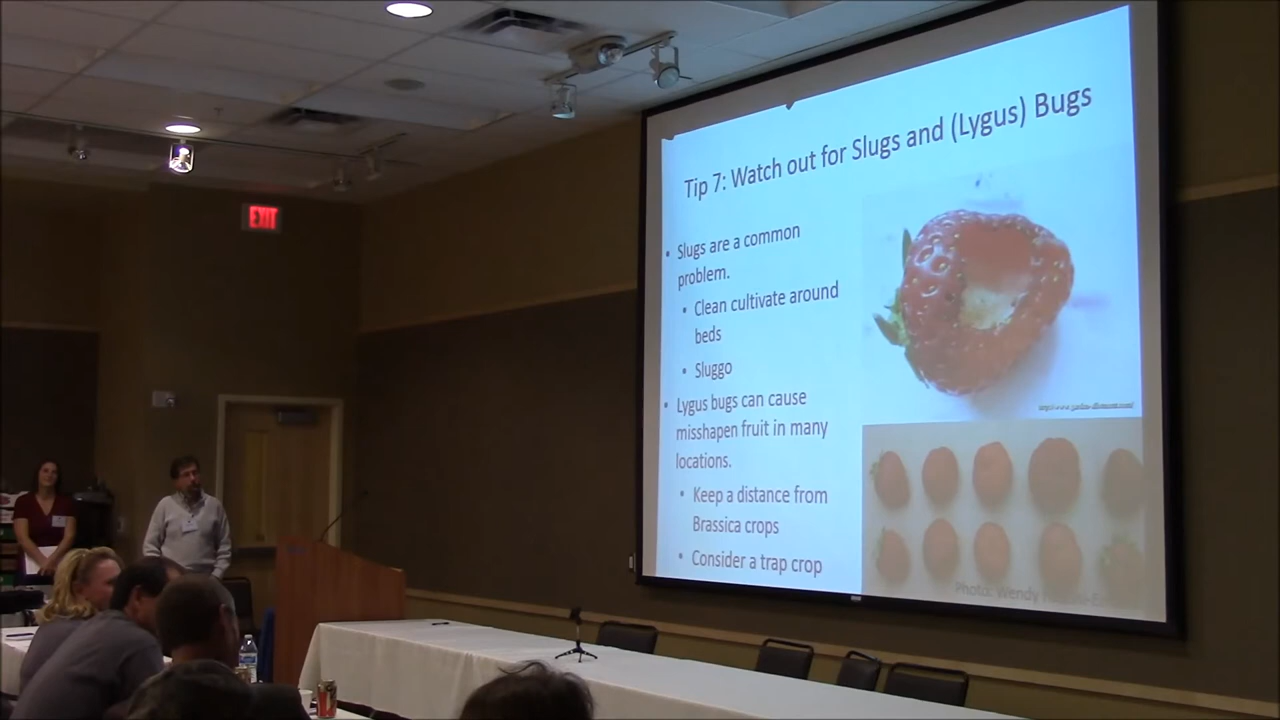 EXIT
Tip 7: Watch out for Slugs and (Lygus) Bugs
• Slugs are a common
problem.
• Clean cultivate around
beds
• Sluggo
• Lygus bugs can cause
misshapen fruit in many
locations.
• Keep a distance from
Brassica crops
• Consider a trap crop
Photo: Wendy